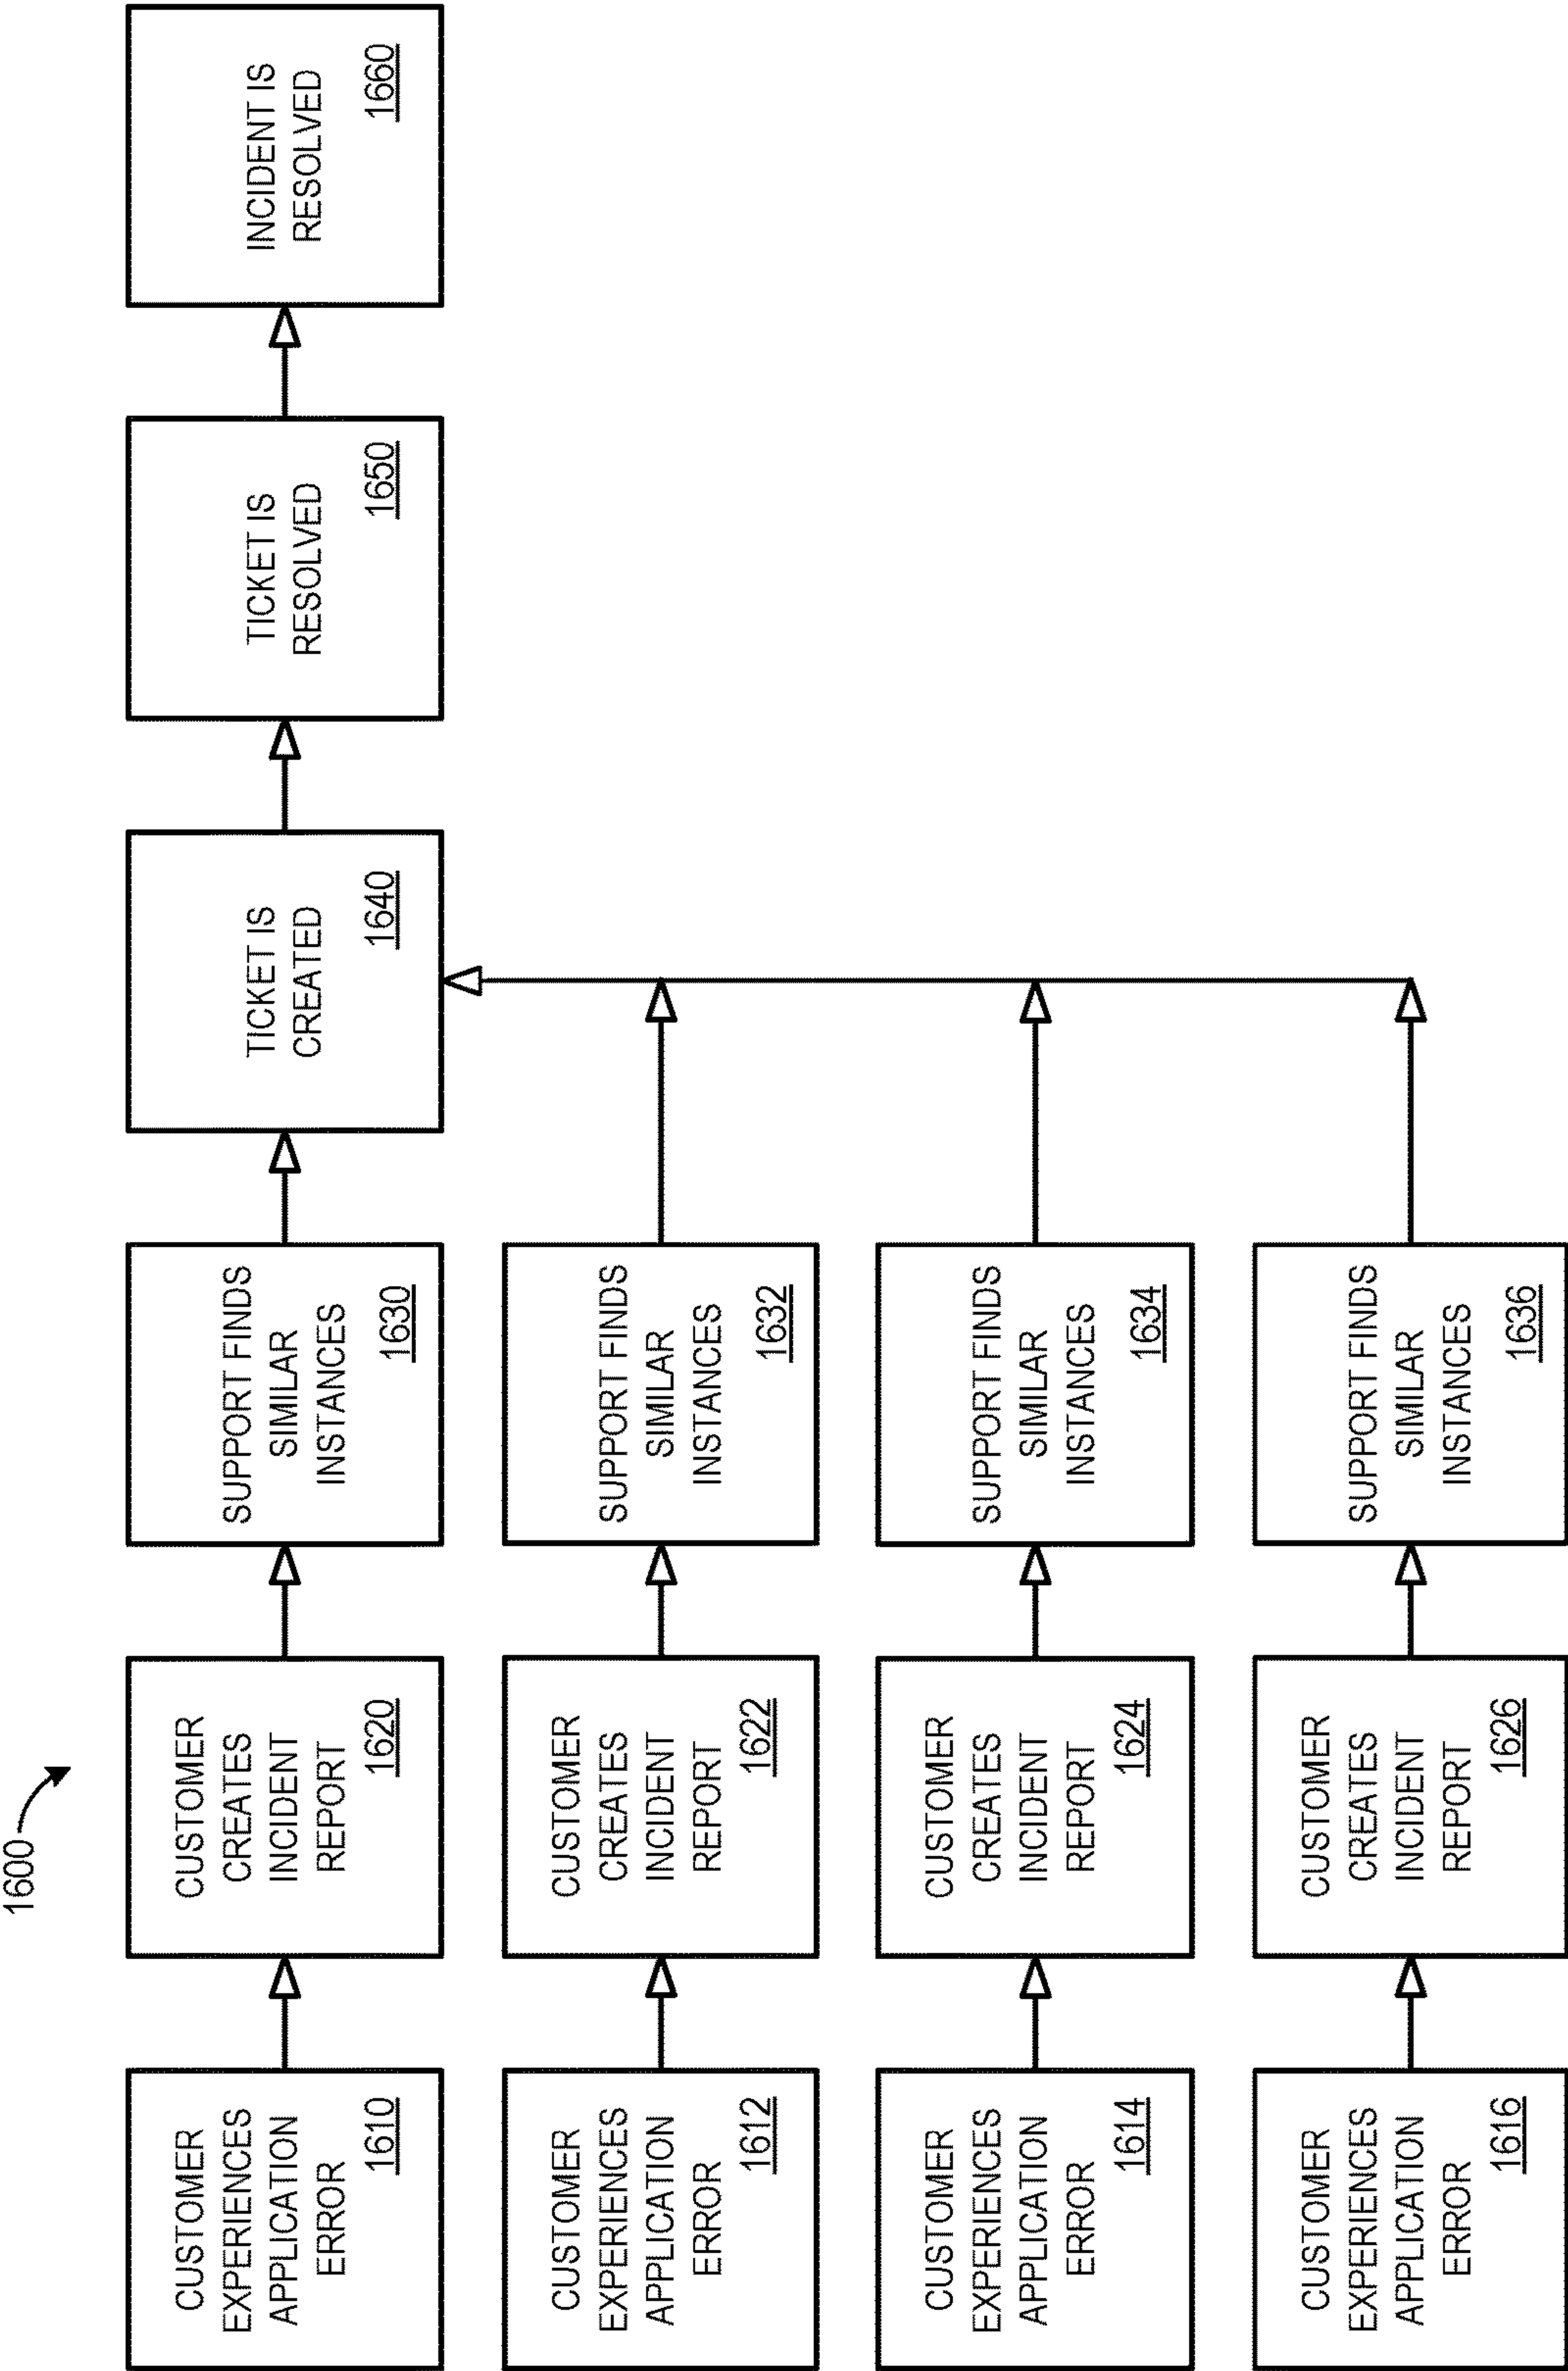 1600
CUSTOMER
EXPERIENCES
APPLICATION
ERROR
1610
CUSTOMER
CREATES
INCIDENT
REPORT
1620
SUPPORT FINDS
SIMILAR
INSTANCES
1630
TICKET IS
CREATED
1640
TICKET IS
RESOLVED
1650
INCIDENT IS
RESOLVED
1660
CUSTOMER
EXPERIENCES
APPLICATION
ERROR
1612
CUSTOMER
CREATES
INCIDENT
REPORT
1622
SUPPORT FINDS
SIMILAR
INSTANCES
1632
CUSTOMER
EXPERIENCES
APPLICATION
ERROR
1614
CUSTOMER
CREATES
INCIDENT
REPORT
1624
SUPPORT FINDS
SIMILAR
INSTANCES
1634
CUSTOMER
EXPERIENCES
APPLICATION
ERROR
1616
CUSTOMER
CREATES
INCIDENT
REPORT
1626
SUPPORT FINDS
SIMILAR
INSTANCES
1636